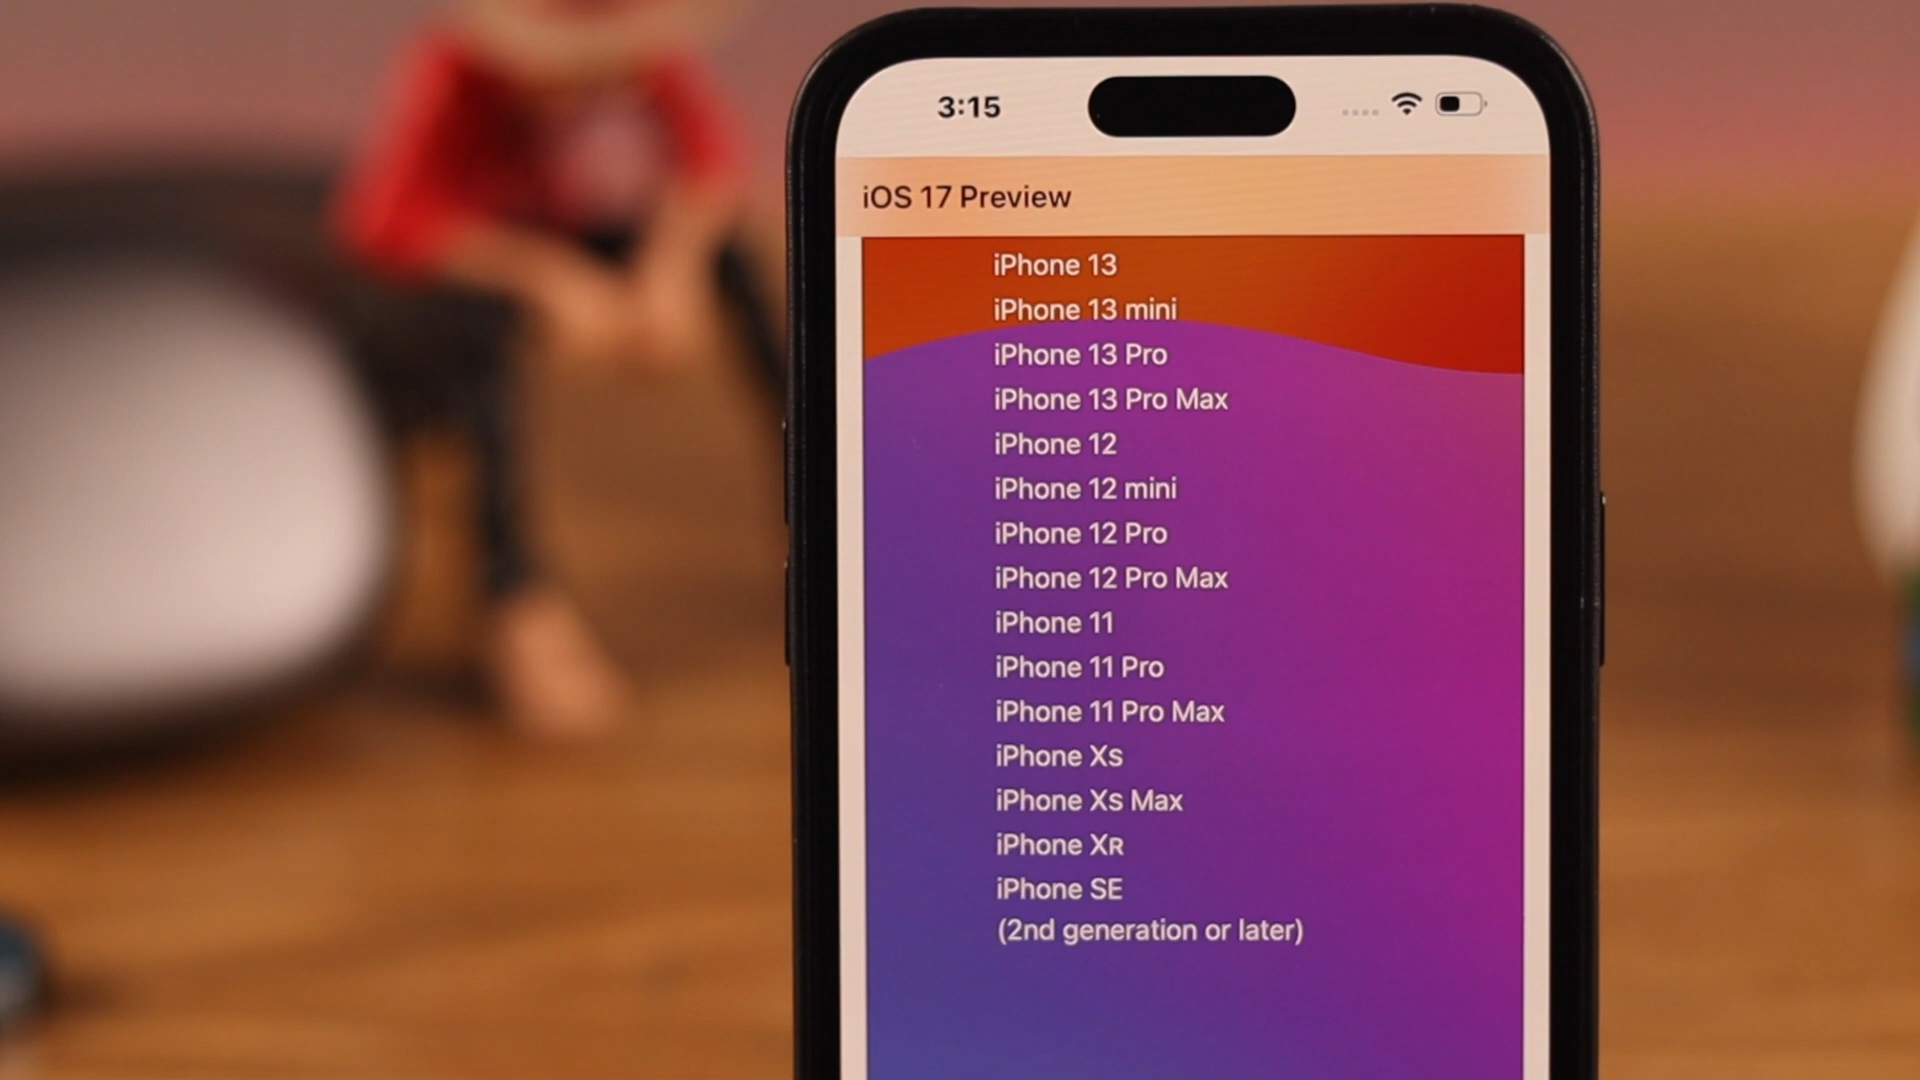 3:15
iOS 17 Preview
iPhone 13
iPhone 13 mini
iPhone 13 Pro
iPhone 13 Pro Max
iPhone 12
iPhone 12 mini
iPhone 12 Pro
iPhone 12 Pro Max
iPhone 11
iPhone 11 Pro
iPhone 11 Pro Max
iPhone Xs
iPhone Xs Max
iPhone XR
iPhone SE
(2nd generation or later)